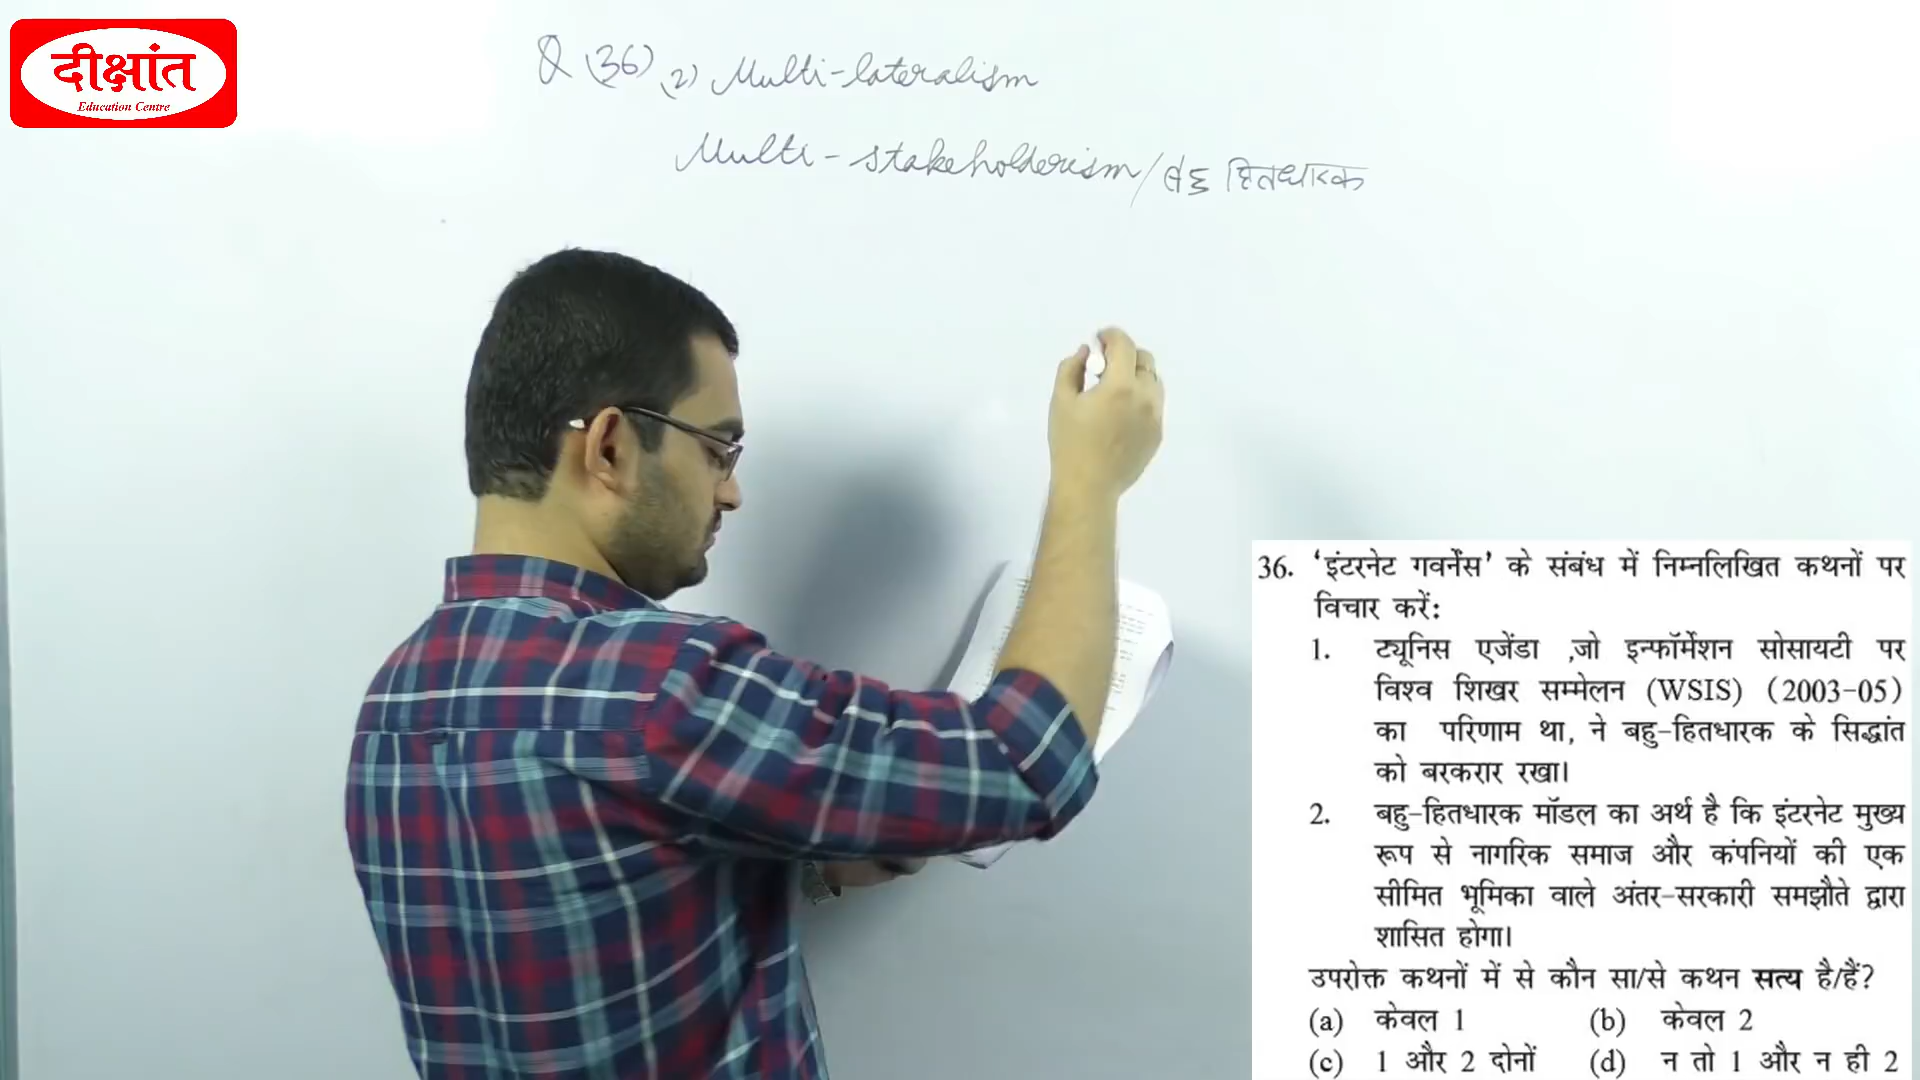 दीक्षांत
Education Centre
Q (36) (2) Multi-lateralism
Multi-stakeholderism/बहु हितधारक
36. ‘इंटरनेट गवर्नेंस’ के संबंध में निम्नलिखित कथनों पर
विचार करें:
1. ट्यूनिस एजेंडा ,जो इन्फॉर्मेशन सोसायटी पर
विश्व शिखर सम्मेलन (WSIS) (2003-05)
का परिणाम था, ने बहु-हितधारक के सिद्धांत
को बरकरार रखा।
2. बहु-हितधारक मॉडल का अर्थ है कि इंटरनेट मुख्य
रूप से नागरिक समाज और कंपनियों की एक
सीमित भूमिका वाले अंतर-सरकारी समझौते द्वारा
शासित होगा।
उपरोक्त कथनों में से कौन सा/से कथन सत्य है/हैं?
(a) केवल 1 (b) केवल 2
(c) 1 और 2 दोनों (d) न तो 1 और न ही 2